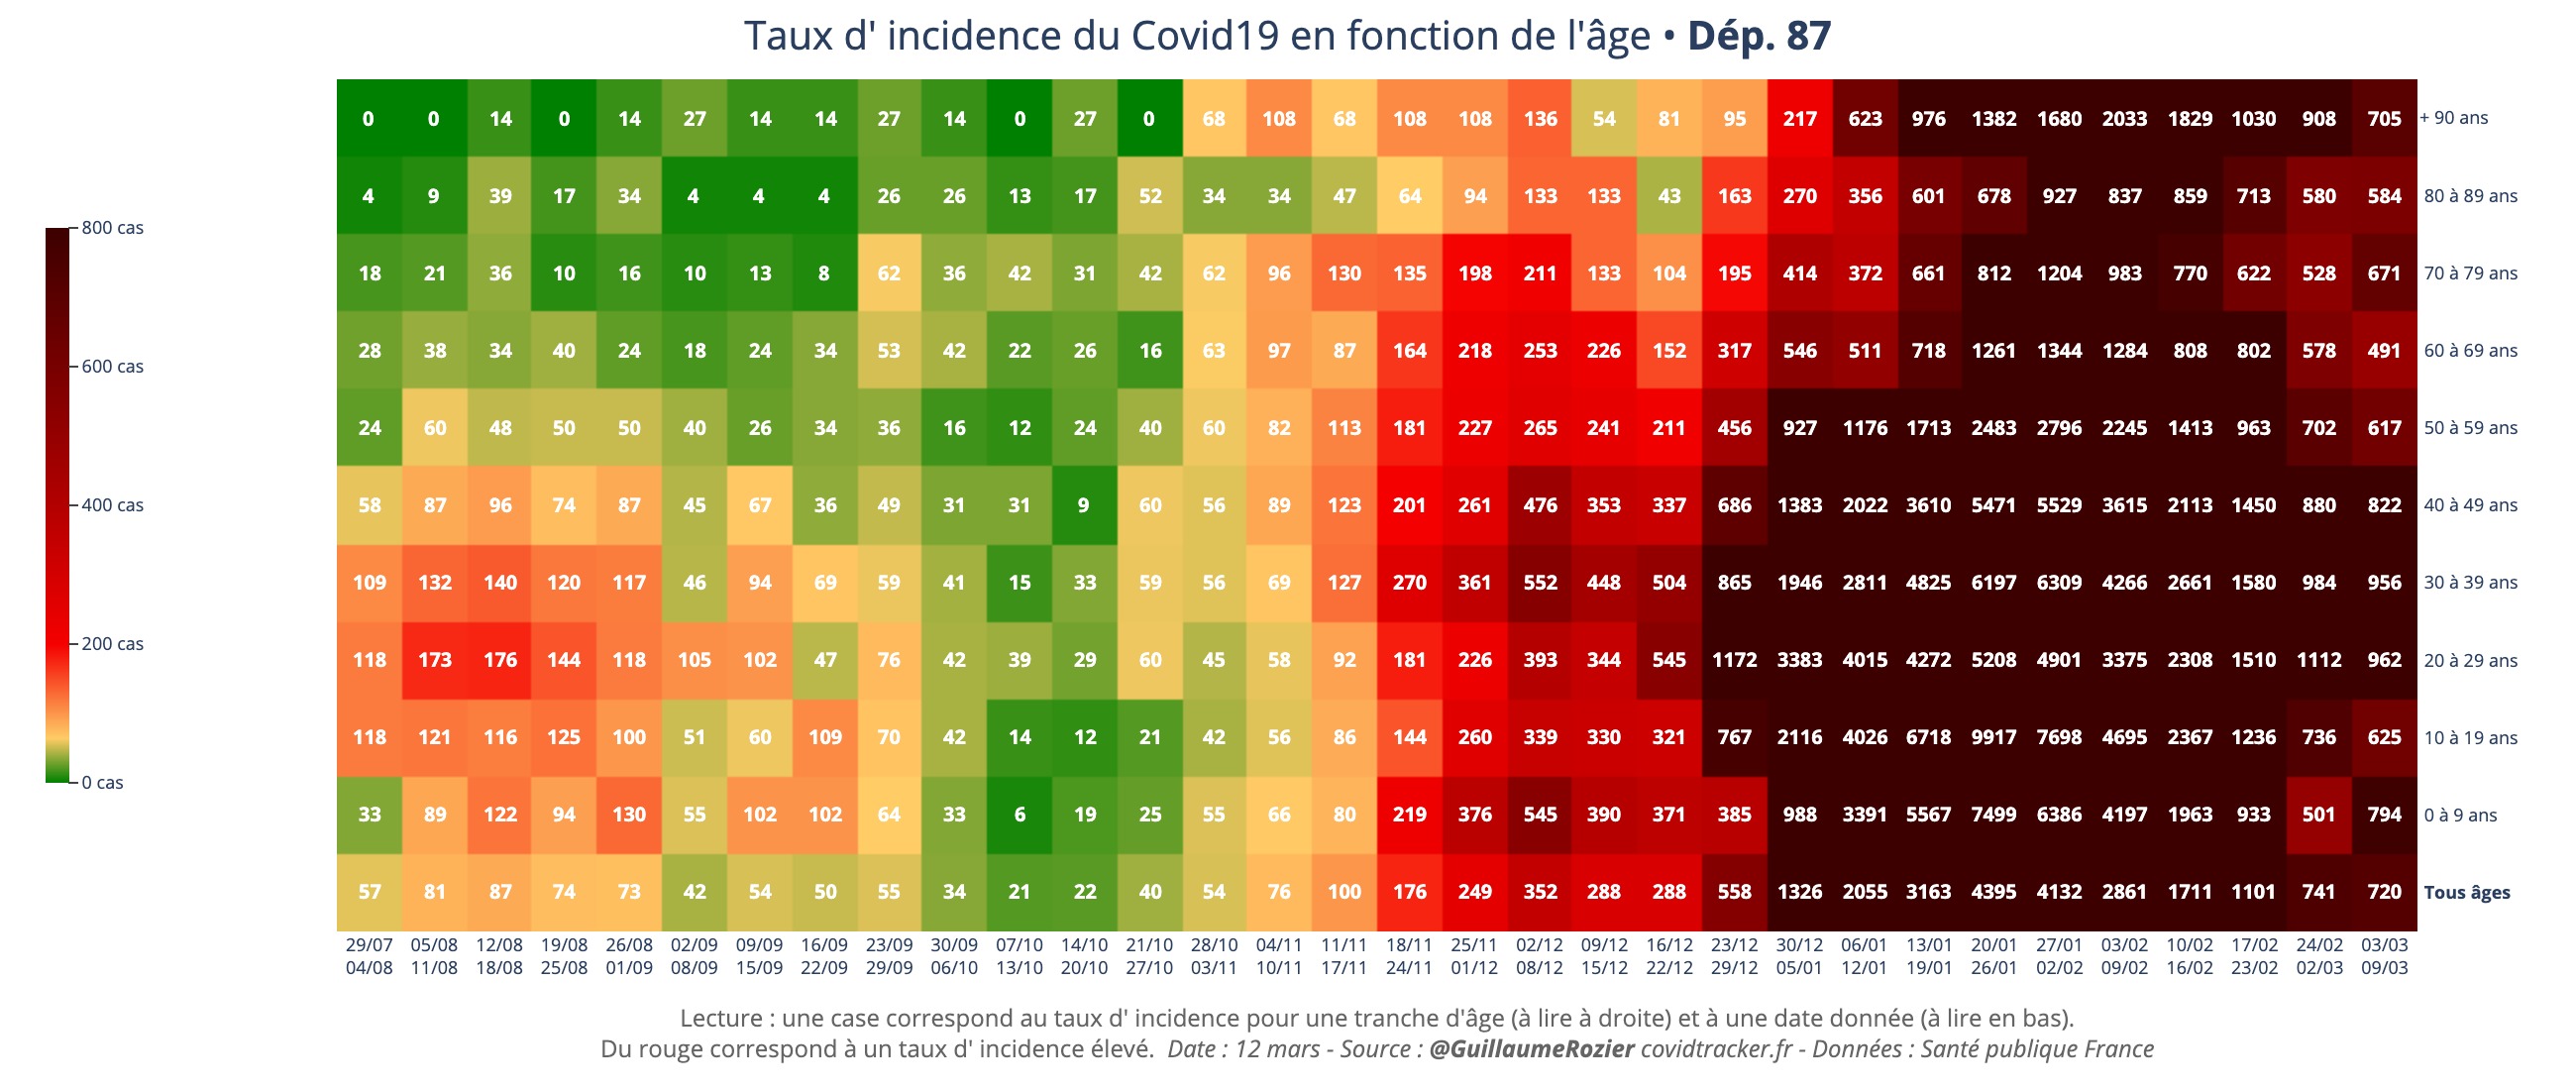 Taux d' incidence du Covid19 en fonction de l'âge • Dép. 87
800 cas
600 cas
400 cas
200 cas
0 cas
0 0 14 0 14 27 14 14 27 14 0 27 0 68 108 68 108 108 136 54 81 95 217 623 976 1382 1680 2033 1829 1030 908 705 + 90 ans
4 9 39 17 34 4 4 4 26 26 13 17 52 34 34 47 64 94 133 133 43 163 270 356 601 678 927 837 859 713 580 584 80 à 89 ans
18 21 36 10 16 10 13 8 62 36 42 31 42 62 96 130 135 198 211 133 104 195 414 372 661 812 1204 983 770 622 528 671 70 à 79 ans
28 38 34 40 24 18 24 34 53 42 22 26 16 63 97 87 164 218 253 226 152 317 546 511 718 1261 1344 1284 808 802 578 491 60 à 69 ans
24 60 48 50 50 40 26 34 36 16 12 24 40 60 82 113 181 227 265 241 211 456 927 1176 1713 2483 2796 2245 1413 963 702 617 50 à 59 ans
58 87 96 74 87 45 67 36 49 31 31 9 60 56 89 123 201 261 476 353 337 686 1383 2022 3610 5471 5529 3615 2113 1450 880 822 40 à 49 ans
109 132 140 120 117 46 94 69 59 41 15 33 59 56 69 127 270 361 552 448 504 865 1946 2811 4825 6197 6309 4266 2661 1580 984 956 30 à 39 ans
118 173 176 144 118 105 102 47 76 42 39 29 60 45 58 92 181 226 393 344 545 1172 3383 4015 4272 5208 4901 3375 2308 1510 1112 962 20 à 29 ans
118 121 116 125 100 51 60 109 70 42 14 12 21 42 56 86 144 260 339 330 321 767 2116 4026 6718 9917 7698 4695 2367 1236 736 625 10 à 19 ans
33 89 122 94 130 55 102 102 64 33 6 19 25 55 66 80 219 376 545 390 371 385 988 3391 5567 7499 6386 4197 1963 933 501 794 0 à 9 ans
57 81 87 74 73 42 54 50 55 34 21 22 40 54 76 100 176 249 352 288 288 558 1326 2055 3163 4395 4132 2861 1711 1101 741 720 Tous âges
29/07 05/08 12/08 19/08 26/08 02/09 09/09 16/09 23/09 30/09 07/10 14/10 21/10 28/10 04/11 11/11 18/11 25/11 02/12 09/12 16/12 23/12 30/12 06/01 13/01 20/01 27/01 03/02 10/02 17/02 24/02 03/03
04/08 11/08 18/08 25/08 01/09 08/09 15/09 22/09 29/09 06/10 13/10 20/10 27/10 03/11 10/11 17/11 24/11 01/12 08/12 15/12 22/12 29/12 05/01 12/01 19/01 26/01 02/02 09/02 16/02 23/02 02/03 09/03
Lecture : une case correspond au taux d' incidence pour une tranche d'âge (à lire à droite) et à une date donnée (à lire en bas).
Du rouge correspond à un taux d' incidence élevé. Date : 12 mars - Source : @GuillaumeRozier covidtracker.fr - Données : Santé publique France